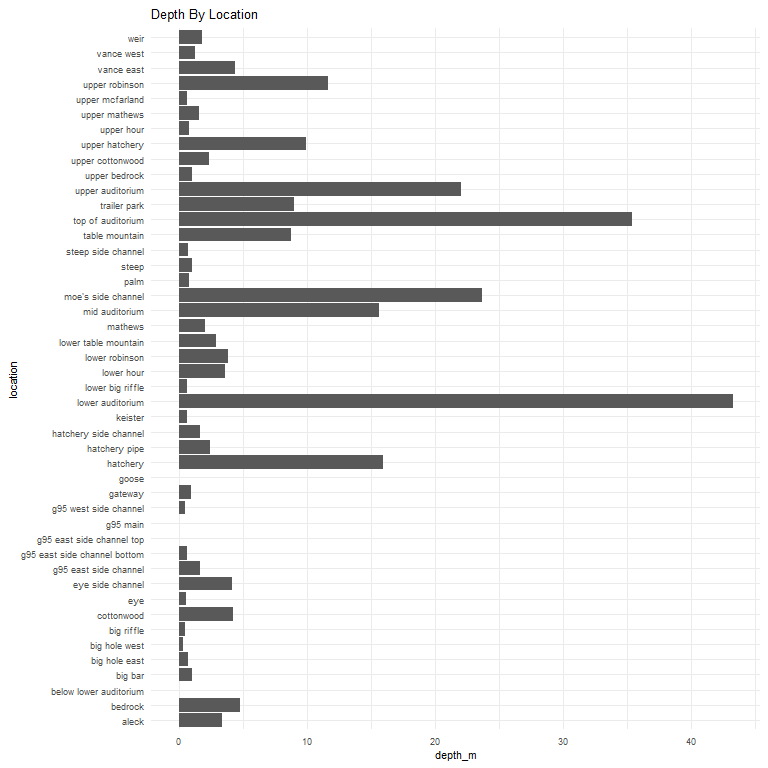 Depth By Location
weir
vance west
vance east
upper robinson
upper mcfarland
upper mathews
upper hour
upper hatchery
upper cottonwood
upper bedrock
upper auditorium
trailer park
top of auditorium
table mountain
steep side channel
steep
palm
moe's side channel
mid auditorium
mathews
lower table mountain
lower robinson
lower hour
lower big riffle
lower auditorium
keister
hatchery side channel
hatchery pipe
hatchery
goose
gateway
g95 west side channel
g95 main
g95 east side channel top
g95 east side channel bottom
g95 east side channel
eye side channel
eye
cottonwood
big riffle
big hole west
big hole east
big bar
below lower auditorium
bedrock
aleck
location
0 10 20 30 40
depth_m